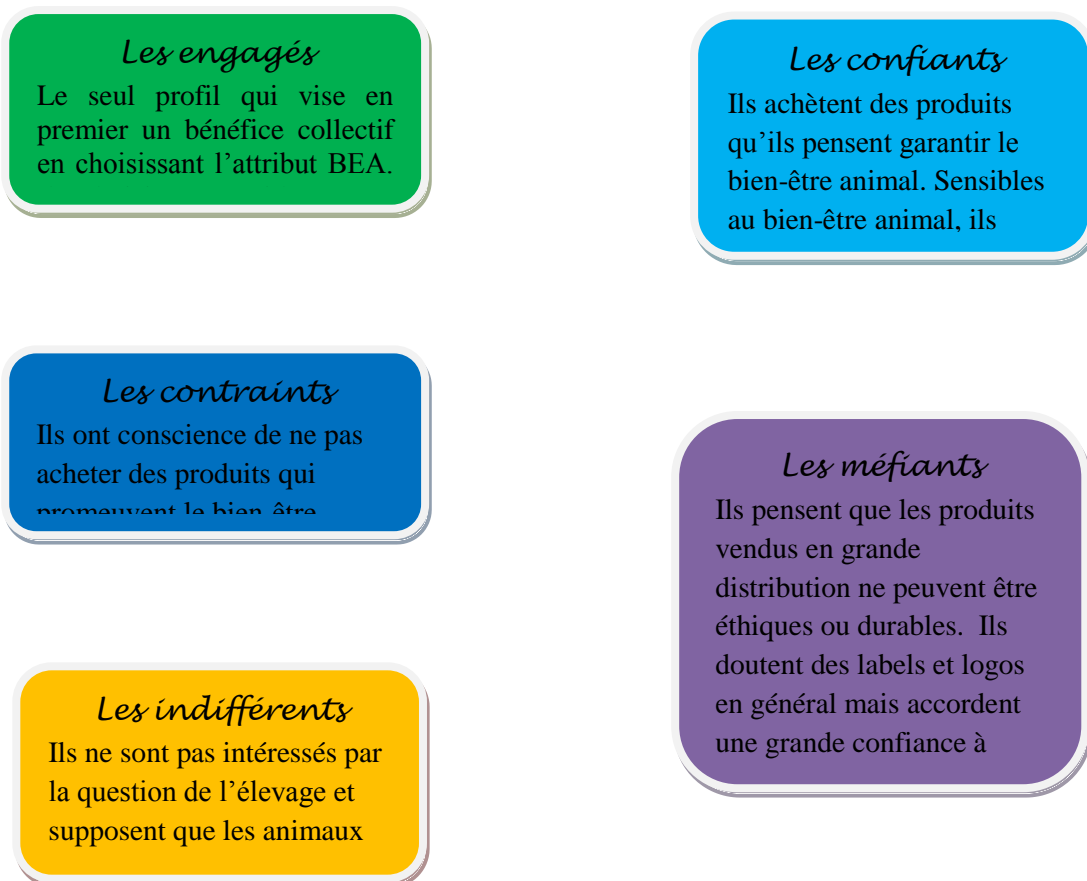 Les engagés
Le seul profil qui vise en
premier un bénéfice collectif
en choisissant l'attribut BEA.
Les confiants
Ils achètent des produits
qu'ils pensent garantir le
bien-être animal. Sensibles
au bien-être animal, ils
Les contraints
Ils ont conscience de ne pas
acheter des produits qui
promeuvent le bien-être
Les méfiants
Ils pensent que les produits
vendus en grande
distribution ne peuvent être
éthiques ou durables.  Ils
doutent des labels et logos
en général mais accordent
une grande confiance à
Les indifférents
Ils ne sont pas intéressés par
la question de l'élevage et
supposent que les animaux